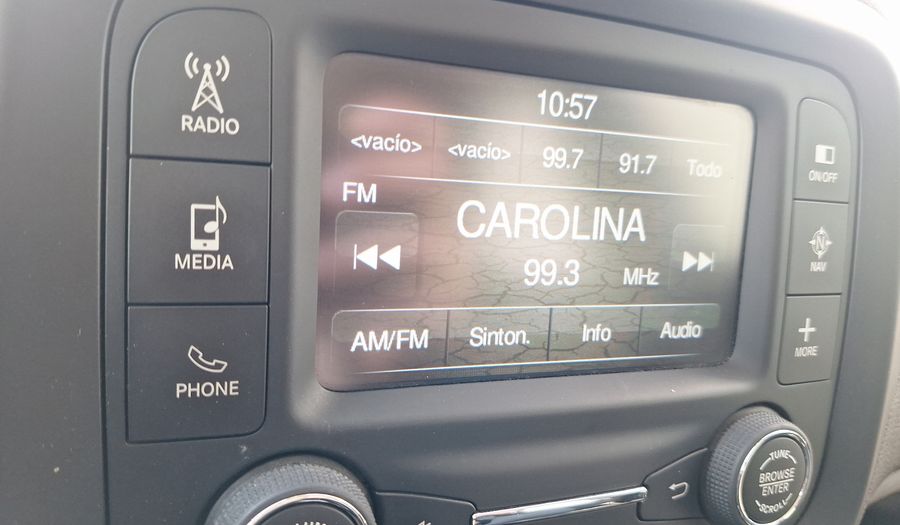 10:57
<vacío> <vacío> 99.7 91.7 Todo
FM
CAROLINA
99.3 MHz
AM/FM Sinton. Info Audio
RADIO
MEDIA
PHONE
ON/OFF
N
NAV
MORE
TUNE
BROWSE
ENTER
SCROLL